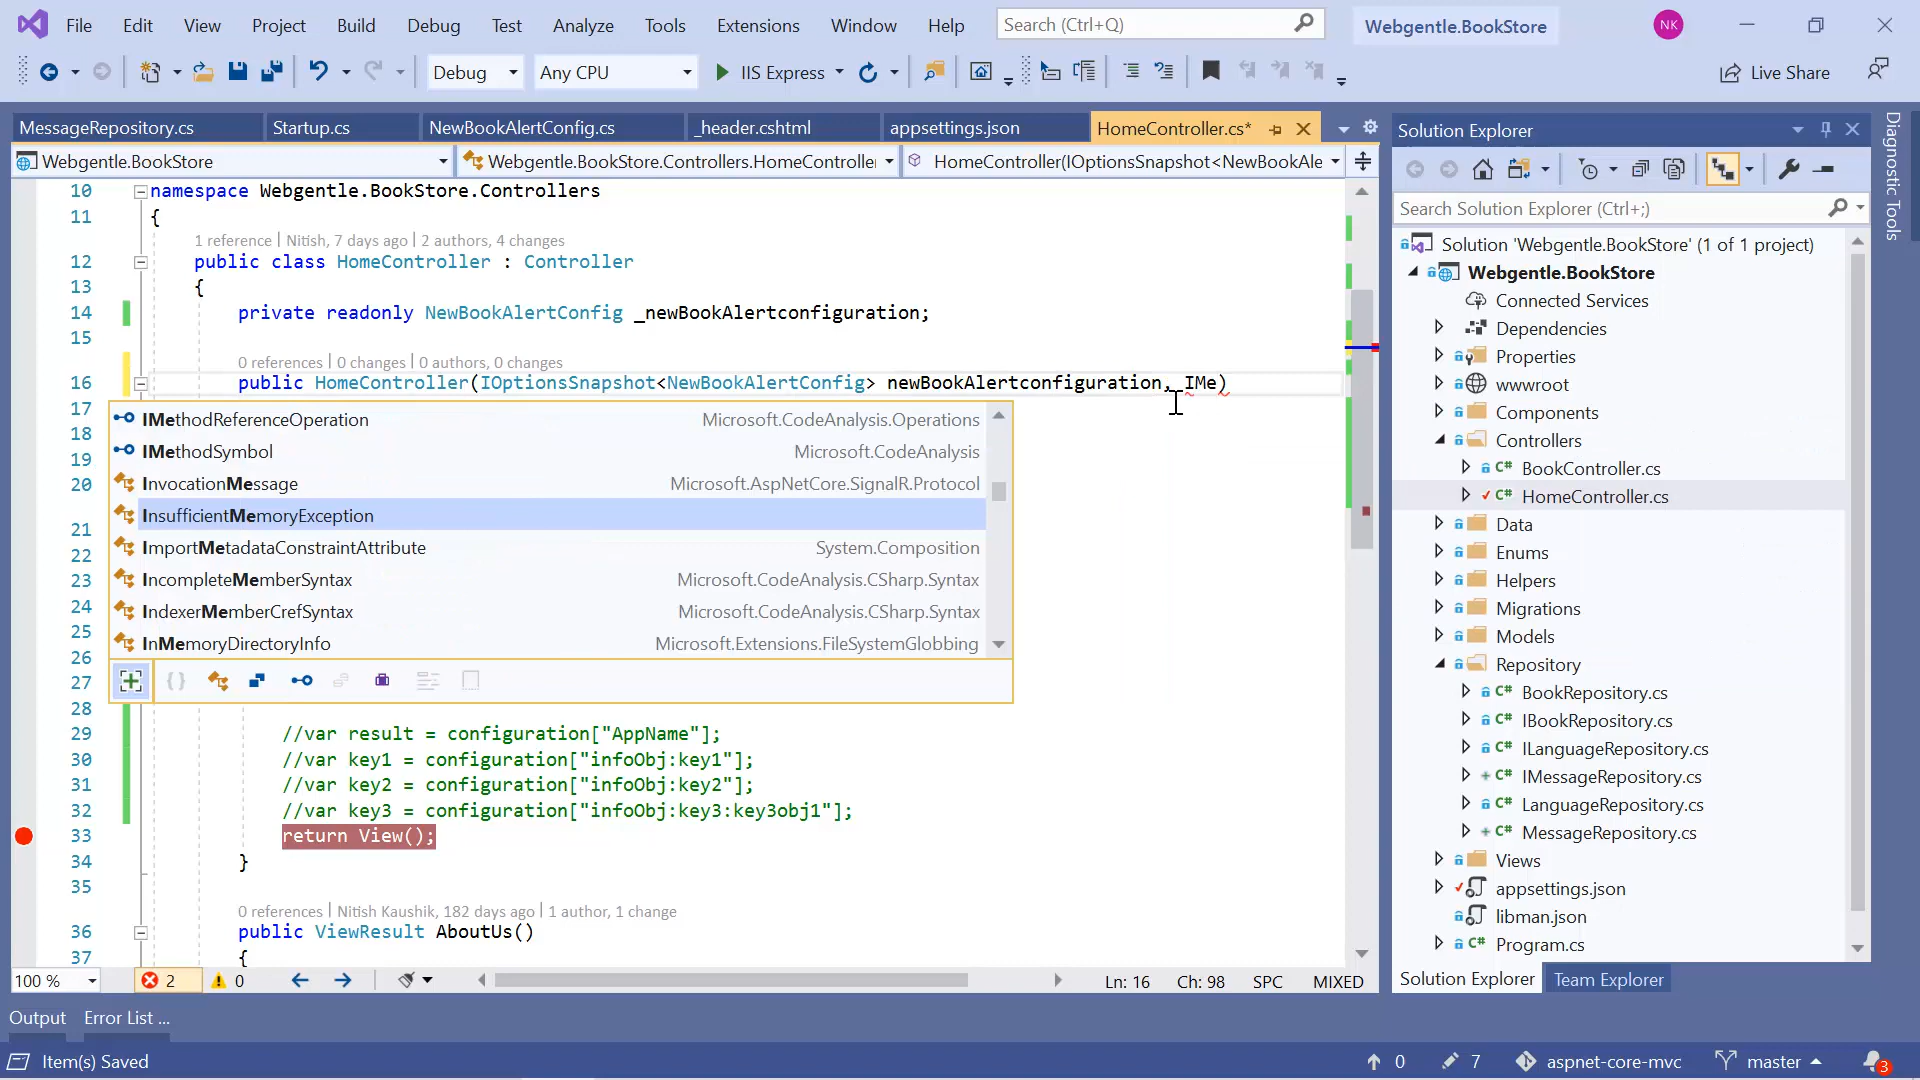 File Edit View Project Build Debug Test Analyze Tools Extensions Window Help Search (Ctrl+Q) Webgentle.BookStore NK
Debug Any CPU IIS Express Live Share
MessageRepository.cs Startup.cs NewBookAlertConfig.cs _header.cshtml appsettings.json HomeController.cs*
Webgentle.BookStore Webgentle.BookStore.Controllers.HomeController HomeController(IOptionsSnapshot<NewBookAle
10 namespace Webgentle.BookStore.Controllers
11 {
1 reference | Nitish, 7 days ago | 2 authors, 4 changes
12 public class HomeController : Controller
13 {
14 private readonly NewBookAlertConfig _newBookAlertconfiguration;
15
0 references | 0 changes | 0 authors, 0 changes
16 public HomeController(IOptionsSnapshot<NewBookAlertConfig> newBookAlertconfiguration, IMe)
17
18
19
20
21
22
23
24
25
26
27
28
IMethodReferenceOperation Microsoft.CodeAnalysis.Operations
IMethodSymbol Microsoft.CodeAnalysis
InvocationMessage Microsoft.AspNetCore.SignalR.Protocol
InsufficientMemoryException
ImportMetadataConstraintAttribute System.Composition
IncompleteMemberSyntax Microsoft.CodeAnalysis.CSharp.Syntax
IndexerMemberCrefSyntax Microsoft.CodeAnalysis.CSharp.Syntax
InMemoryDirectoryInfo Microsoft.Extensions.FileSystemGlobbing
29 //var result = configuration["AppName"];
30 //var key1 = configuration["infoObj:key1"];
31 //var key2 = configuration["infoObj:key2"];
32 //var key3 = configuration["infoObj:key3:key3obj1"];
33 return View();
34 }
35
0 references | Nitish Kaushik, 182 days ago | 1 author, 1 change
36 public ViewResult AboutUs()
37 {
100 % 2 0 Ln: 16 Ch: 98 SPC MIXED
Solution Explorer
Search Solution Explorer (Ctrl+;)
Solution 'Webgentle.BookStore' (1 of 1 project)
Webgentle.BookStore
Connected Services
Dependencies
Properties
wwwroot
Components
Controllers
BookController.cs
HomeController.cs
Data
Enums
Helpers
Migrations
Models
Repository
BookRepository.cs
IBookRepository.cs
ILanguageRepository.cs
IMessageRepository.cs
LanguageRepository.cs
MessageRepository.cs
Views
appsettings.json
libman.json
Program.cs
Solution Explorer Team Explorer
Diagnostic Tools
Output Error List ...
Item(s) Saved 0 7 aspnet-core-mvc master 3